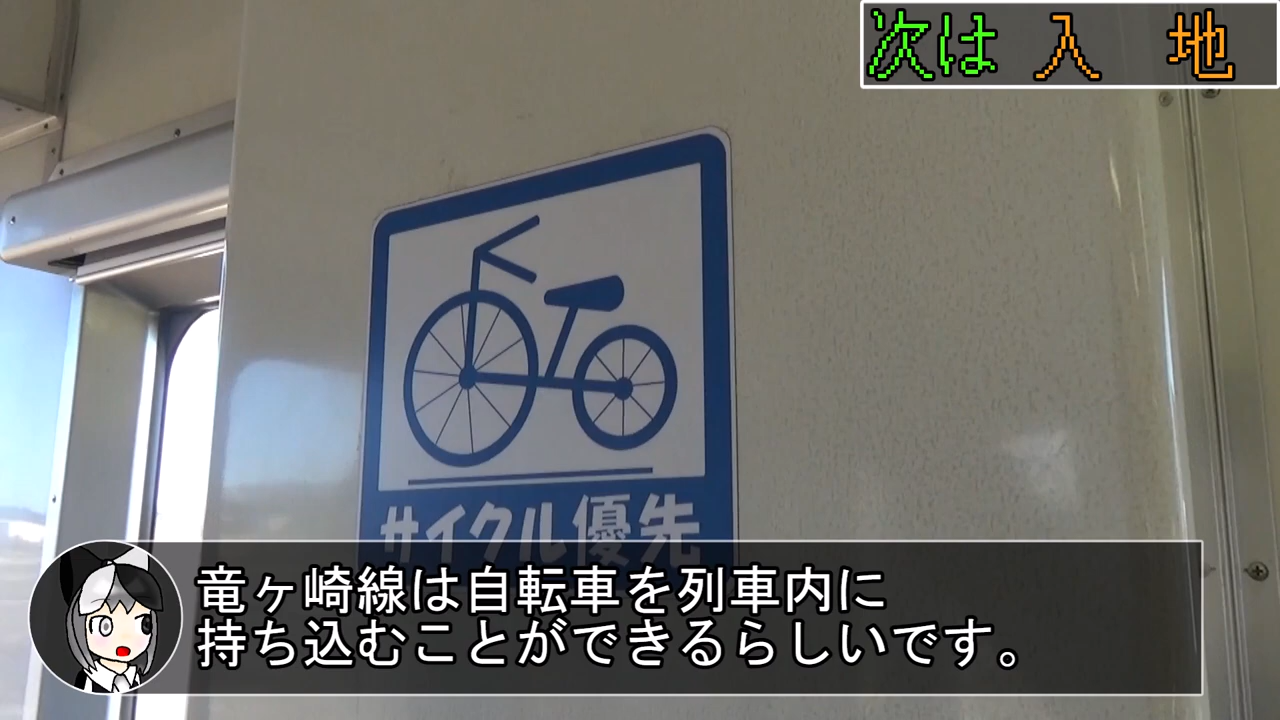 次は 入 地
サイクル優先
竜ヶ崎線は自転車を列車内に
持ち込むことができるらしいです。